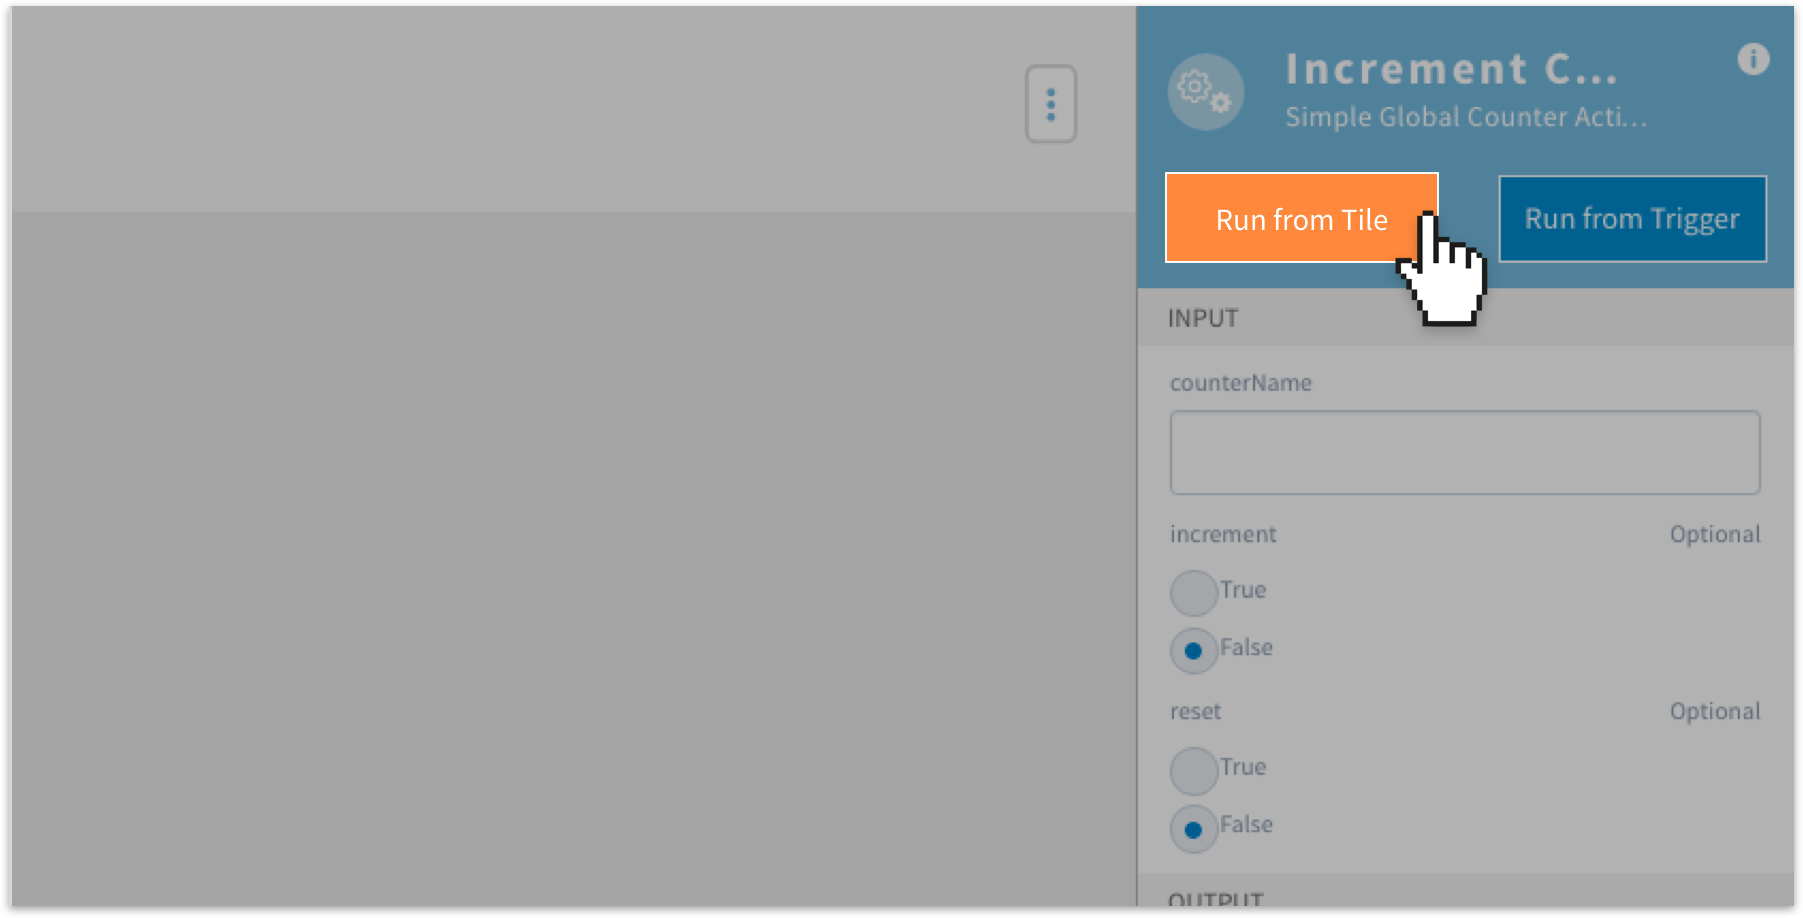 Increment C...
Simple Global Counter Acti...
Run from Tile
Run from Trigger
INPUT
counterName
increment
Optional
True
False
reset
Optional
True
False
OUTPUT